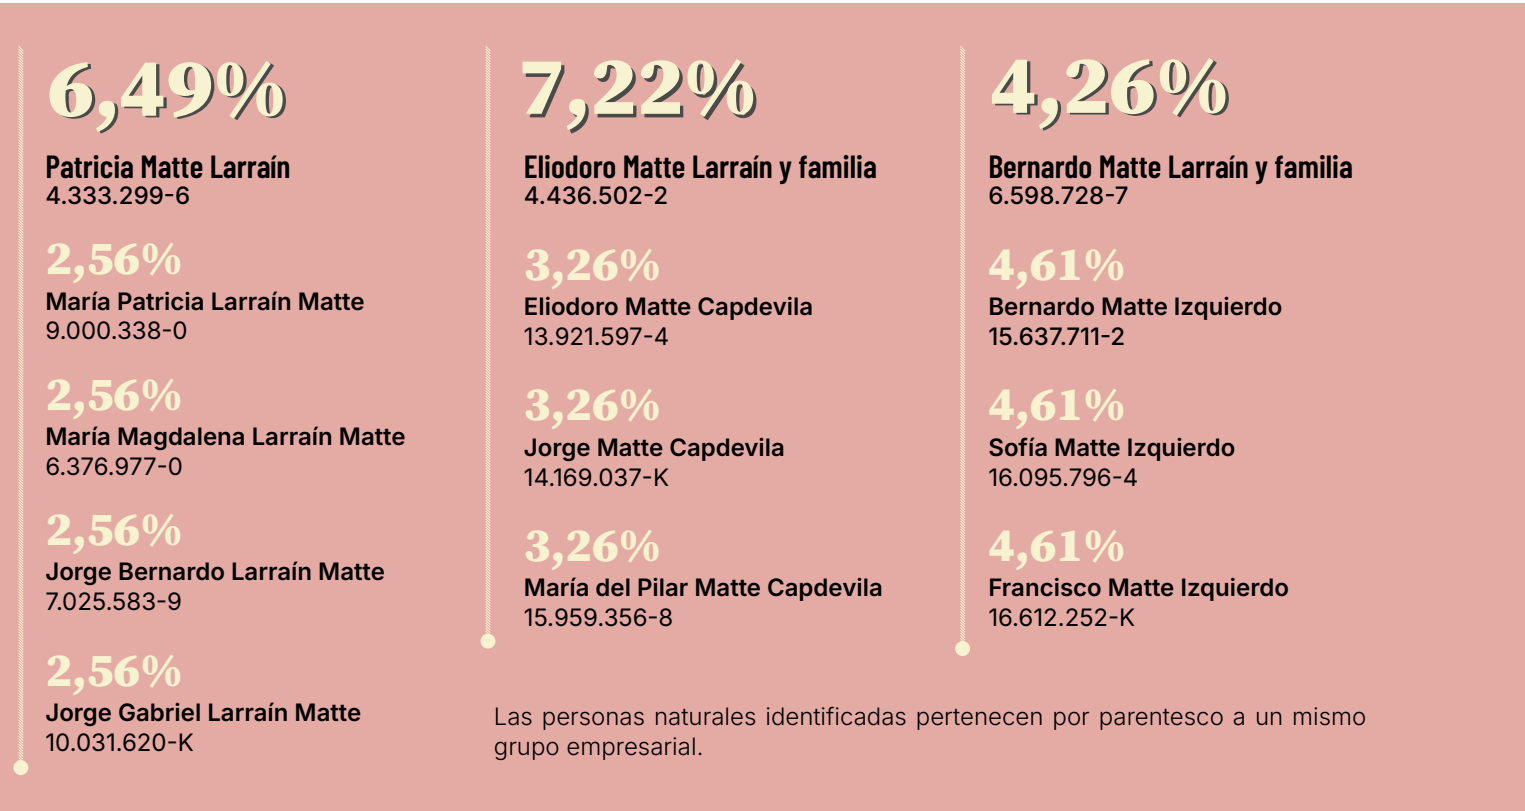 6,49%
Patricia Matte Larraín
4.333.299-6
2,56%
María Patricia Larraín Matte
9.000.338-0
2,56%
María Magdalena Larraín Matte
6.376.977-0
2,56%
Jorge Bernardo Larraín Matte
7.025.583-9
2,56%
Jorge Gabriel Larraín Matte
10.031.620-K
7,22%
Eliodoro Matte Larraín y familia
4.436.502-2
3,26%
Eliodoro Matte Capdevila
13.921.597-4
3,26%
Jorge Matte Capdevila
14.169.037-K
3,26%
María del Pilar Matte Capdevila
15.959.356-8
4,26%
Bernardo Matte Larraín y familia
6.598.728-7
4,61%
Bernardo Matte Izquierdo
15.637.711-2
4,61%
Sofía Matte Izquierdo
16.095.796-4
4,61%
Francisco Matte Izquierdo
16.612.252-K
Las personas naturales identificadas pertenecen por parentesco a un mismo
grupo empresarial.